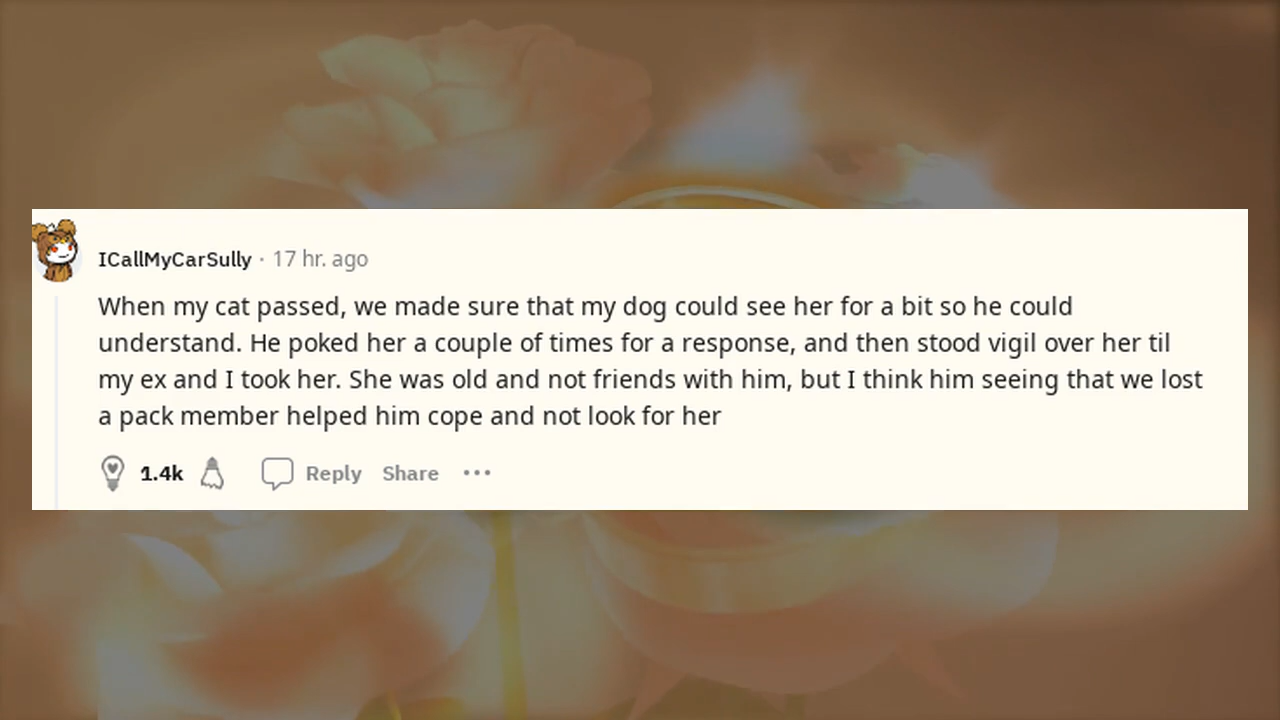 ICallMyCarSully · 17 hr. ago
When my cat passed, we made sure that my dog could see her for a bit so he could
understand. He poked her a couple of times for a response, and then stood vigil over her til
my ex and I took her. She was old and not friends with him, but I think him seeing that we lost
a pack member helped him cope and not look for her
1.4k Reply Share